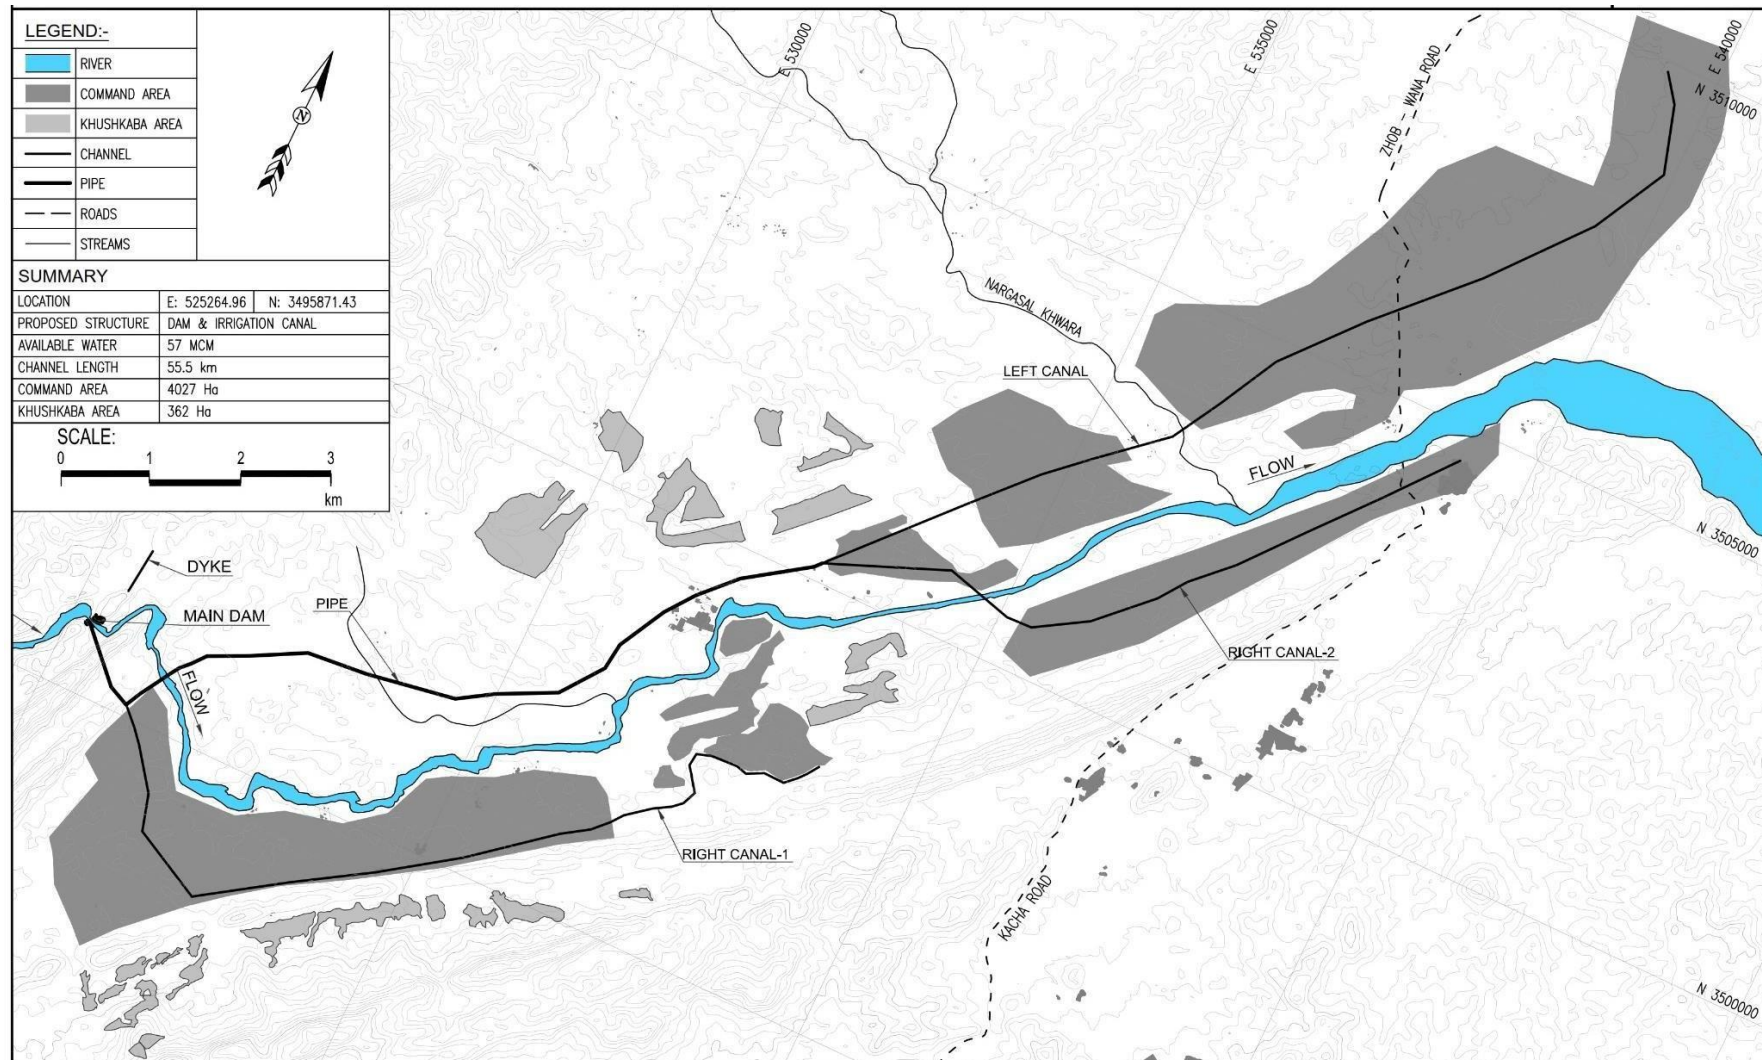 LEGEND:-
RIVER
COMMAND AREA
KHUSHKABA AREA
CHANNEL
PIPE
ROADS
STREAMS
N
SUMMARY
LOCATION E: 525264.96 N: 3495871.43
PROPOSED STRUCTURE DAM & IRRIGATION CANAL
AVAILABLE WATER 57 MCM
CHANNEL LENGTH 55.5 km
COMMAND AREA 4027 Ha
KHUSHKABA AREA 362 Ha
SCALE:
0 1 2 3
km
E 530000
E 535000
E 540000
N 3510000
ZHOB - WANA ROAD
NARGASAL KHWARA
LEFT CANAL
FLOW
N 3505000
DYKE
MAIN DAM
PIPE
FLOW
RIGHT CANAL-2
RIGHT CANAL-1
KACHA ROAD
N 3500000